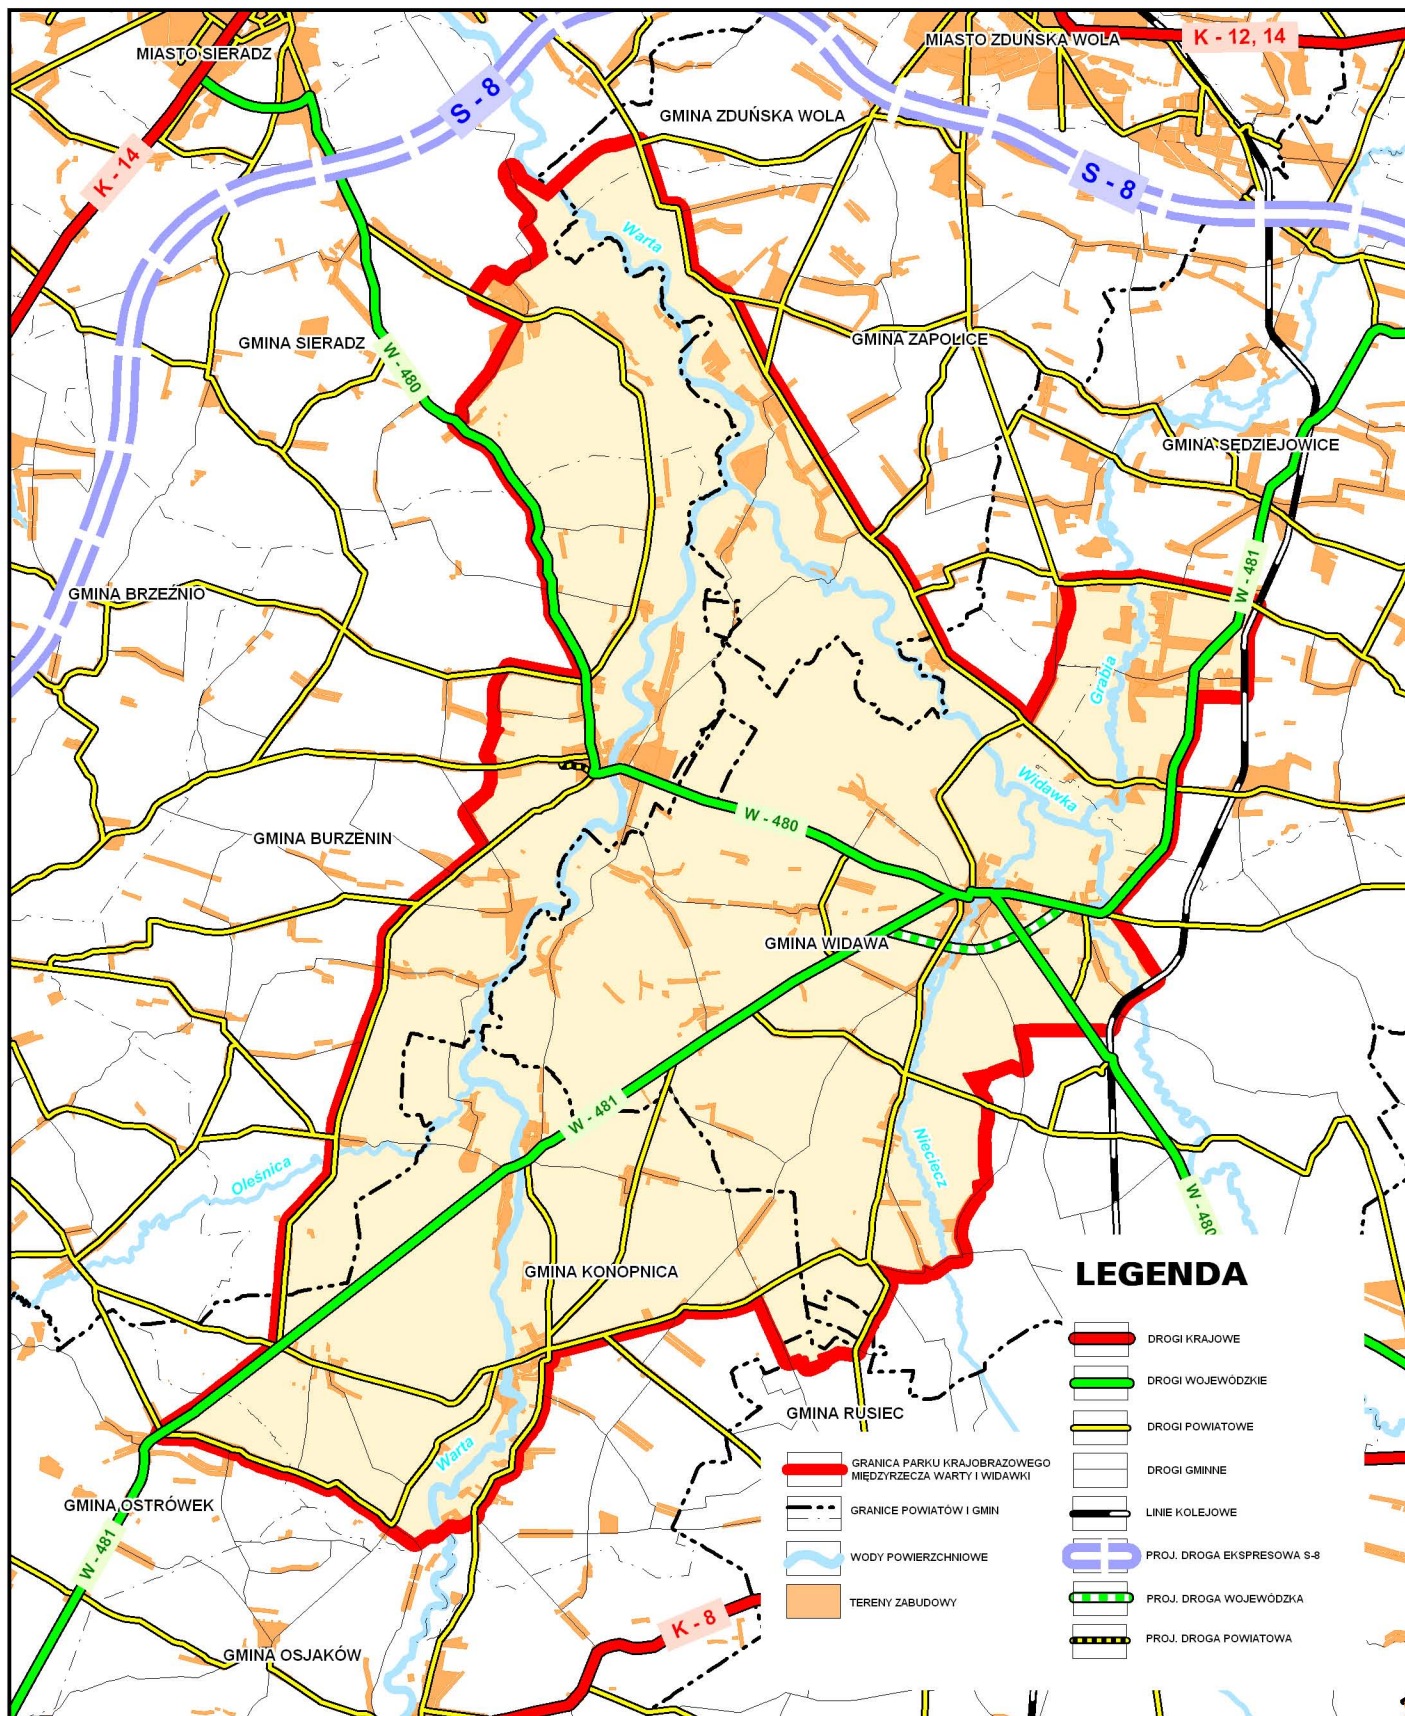 MIASTO SIERADZ
MIASTO ZDUŃSKA WOLA
K - 12, 14
S - 8
GMINA ZDUŃSKA WOLA
K - 14
S - 8
Warta
GMINA SIERADZ
W - 480
GMINA ZAPOLICE
GMINA SĘDZIEJOWICE
W - 481
GMINA BRZEŹNIO
Grabia
Widawka
W - 480
GMINA BURZENIN
GMINA WIDAWA
W - 481
Nieciecz
Oleśnica
W - 480
GMINA KONOPNICA
LEGENDA
DROGI KRAJOWE
DROGI WOJEWÓDZKIE
GMINA RUSIEC
DROGI POWIATOWE
Warta
GRANICA PARKU KRAJOBRAZOWEGO
MIĘDZYRZECZA WARTY I WIDAWKI
DROGI GMINNE
GMINA OSTRÓWEK
GRANICE POWIATÓW I GMIN
LINIE KOLEJOWE
W - 481
WODY POWIERZCHNIOWE
PROJ. DROGA EKSPRESOWA S-8
TERENY ZABUDOWY
PROJ. DROGA WOJEWÓDZKA
K - 8
PROJ. DROGA POWIATOWA
GMINA OSJAKÓW